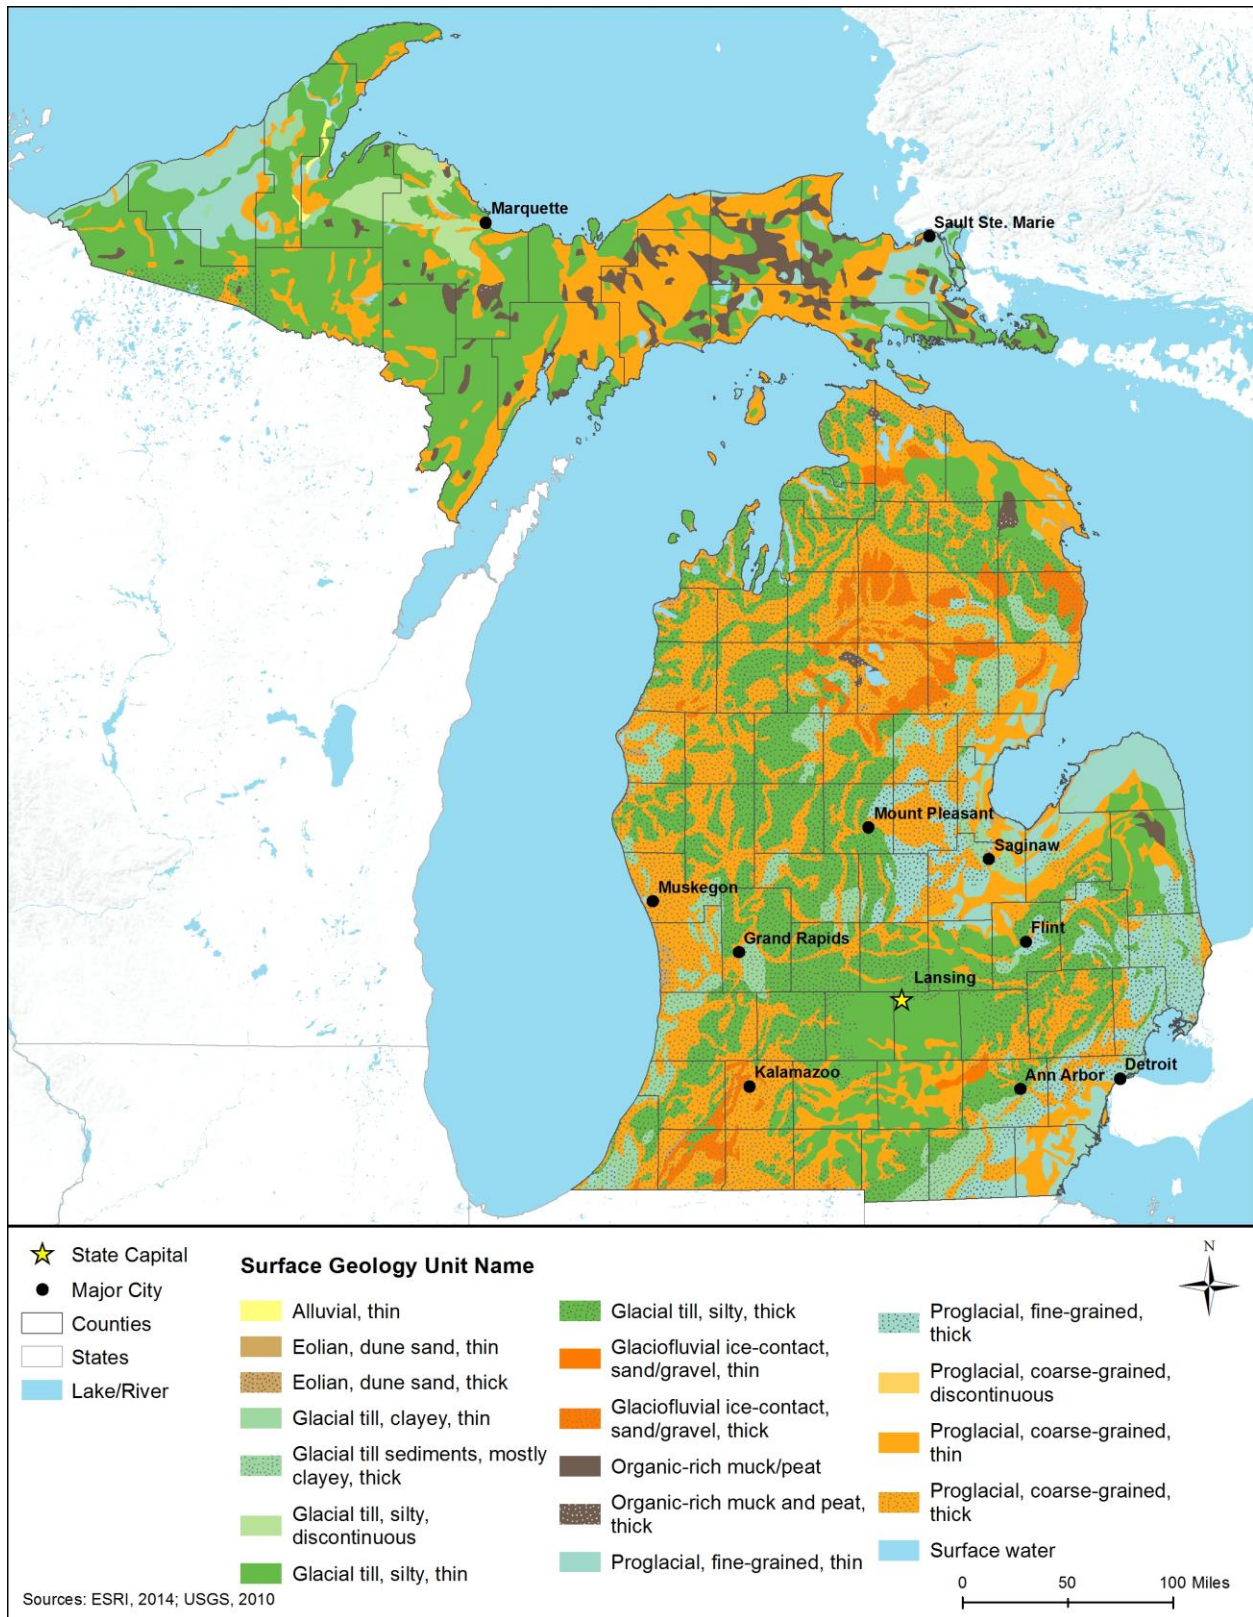 Marquette
Sault Ste. Marie
Mount Pleasant
Saginaw
Muskegon
Grand Rapids
Flint
Lansing
Kalamazoo
Ann Arbor
Detroit
State Capital
Major City
Counties
States
Lake/River
Surface Geology Unit Name
Alluvial, thin
Eolian, dune sand, thin
Eolian, dune sand, thick
Glacial till, clayey, thin
Glacial till sediments, mostly
clayey, thick
Glacial till, silty,
discontinuous
Glacial till, silty, thin
Glacial till, silty, thick
Glaciofluvial ice-contact,
sand/gravel, thin
Glaciofluvial ice-contact,
sand/gravel, thick
Organic-rich muck/peat
Organic-rich muck and peat,
thick
Proglacial, fine-grained, thin
Proglacial, fine-grained,
thick
Proglacial, coarse-grained,
discontinuous
Proglacial, coarse-grained,
thin
Proglacial, coarse-grained,
thick
Surface water
N
0 50 100 Miles
Sources: ESRI, 2014; USGS, 2010